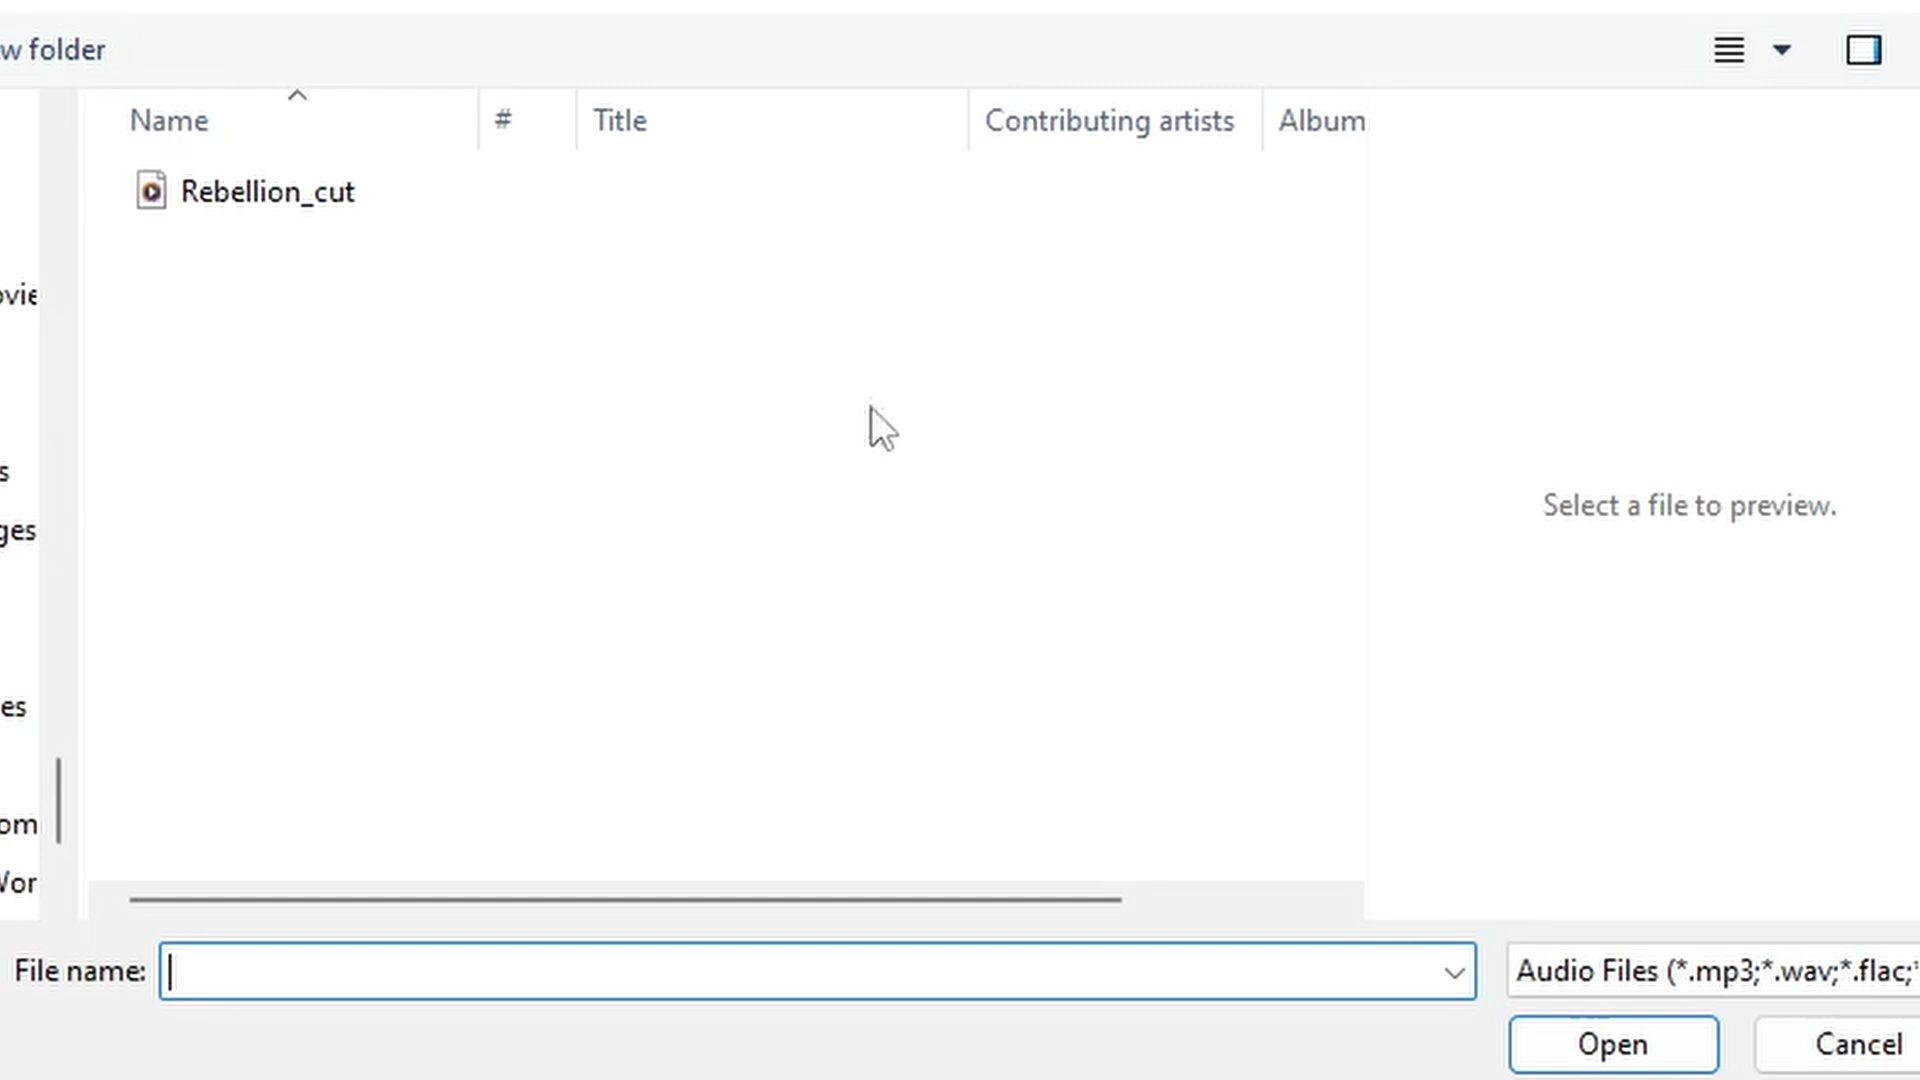 w folder
Name # Title Contributing artists Album
Rebellion_cut
ovie
s
ges
Select a file to preview.
es
om
Wor
File name: Audio Files (*.mp3;*.wav;*.flac;*
Open Cancel